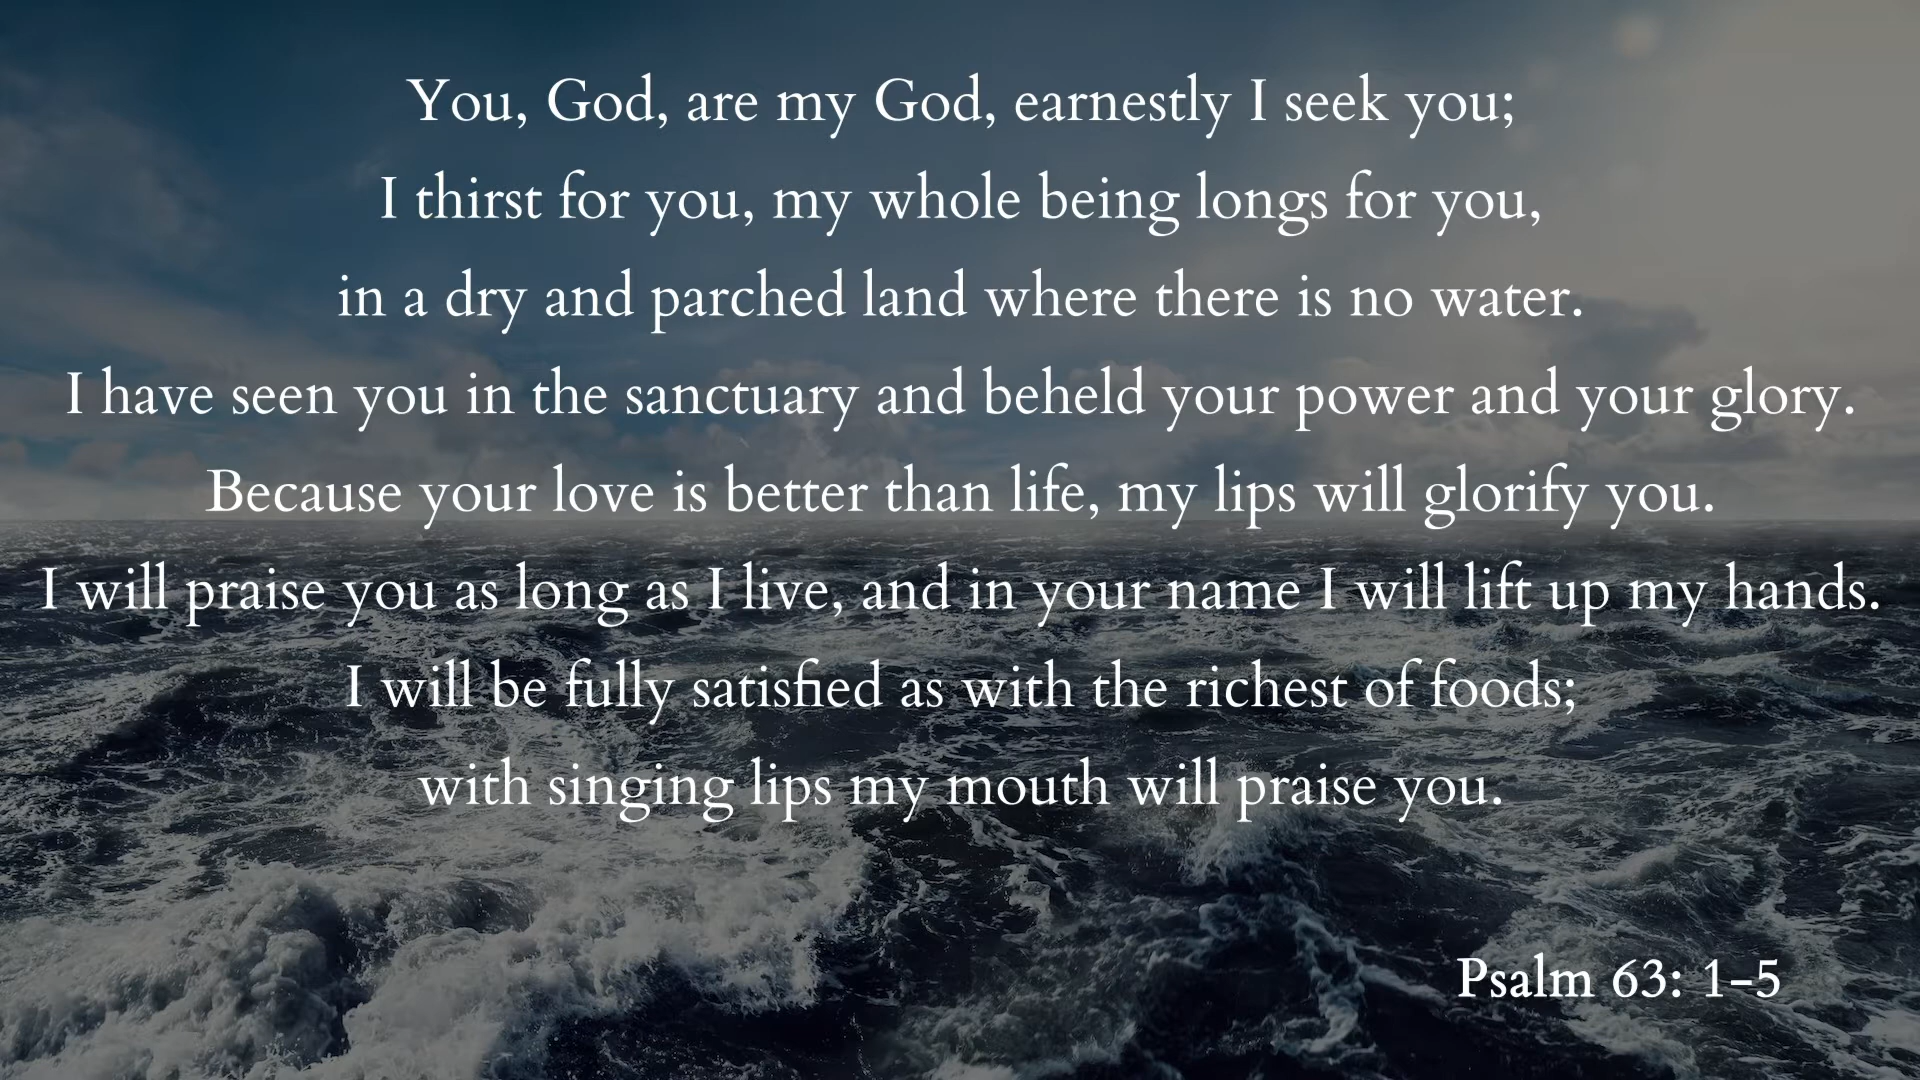 You, God, are my God, earnestly I seek you;
I thirst for you, my whole being longs for you,
in a dry and parched land where there is no water.
I have seen you in the sanctuary and beheld your power and your glory.
Because your love is better than life, my lips will glorify you.
I will praise you as long as I live, and in your name I will lift up my hands.
I will be fully satisfied as with the richest of foods;
with singing lips my mouth will praise you.
Psalm 63: 1-5